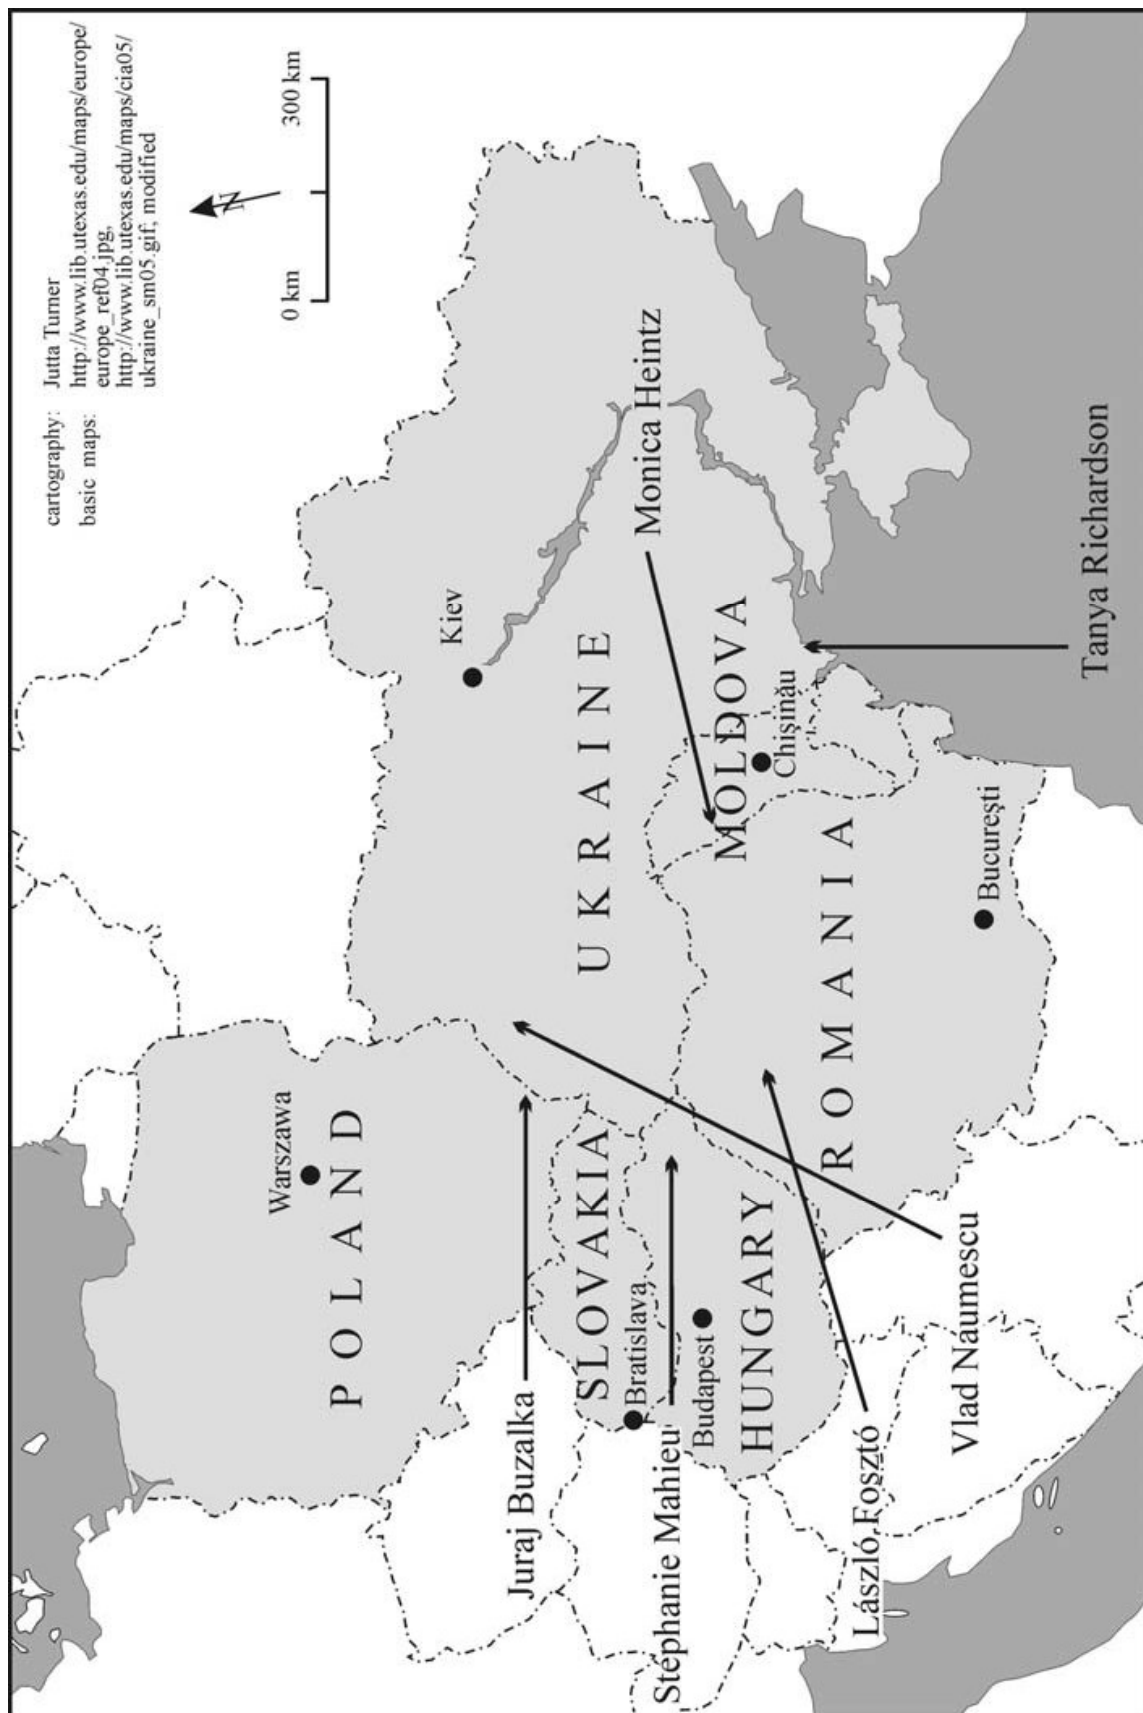 cartography: Jutta Turner
basic maps: http://www.lib.utexas.edu/maps/europe/
europe_ref04.jpg,
http://www.lib.utexas.edu/maps/cia05/
ukraine_sm05.gif, modified
N
0 km 300 km
Warszawa
POLAND
Kiev
UKRAINE
Juraj Buzalka
SLOVAKIA
Bratislava
Monica Heintz
Stephanie Mahieu
Budapest
HUNGARY
MOLDOVA
Chişinău
ROMANIA
László Fosztó
Vlad Naumescu
Bucureşti
Tanya Richardson